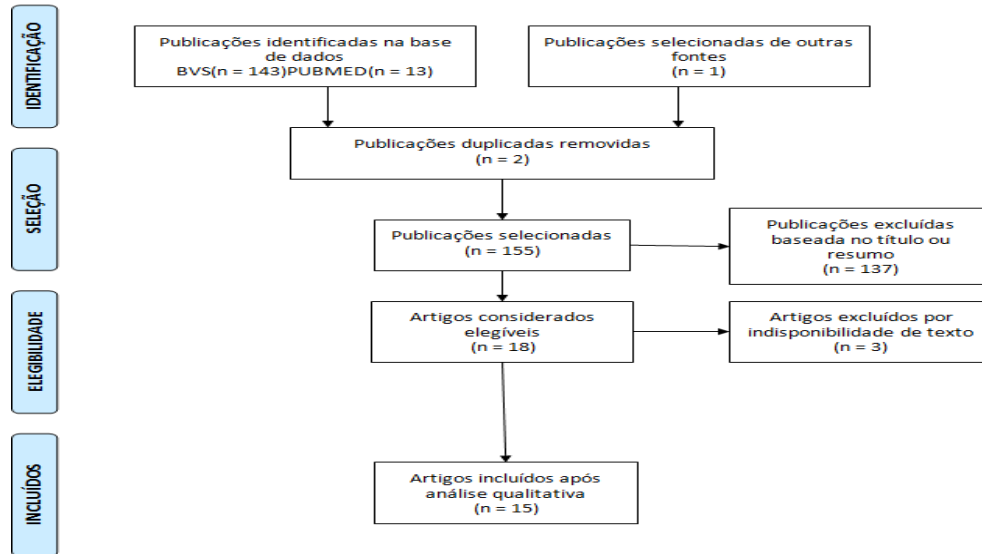 IDENTIFICAÇÃO
Publicações identificadas na base
de dados
BVS(n = 143)PUBMED(n = 13)
Publicações selecionadas de outras
fontes
(n = 1)
Publicações duplicadas removidas
(n = 2)
SELEÇÃO
Publicações selecionadas
(n = 155)
Publicações excluídas
baseada no título ou
resumo
(n = 137)
ELEGIBILIDADE
Artigos considerados
elegíveis
(n = 18)
Artigos excluídos por
indisponibilidade de texto
(n = 3)
INCLUÍDOS
Artigos incluídos após
análise qualitativa
(n = 15)